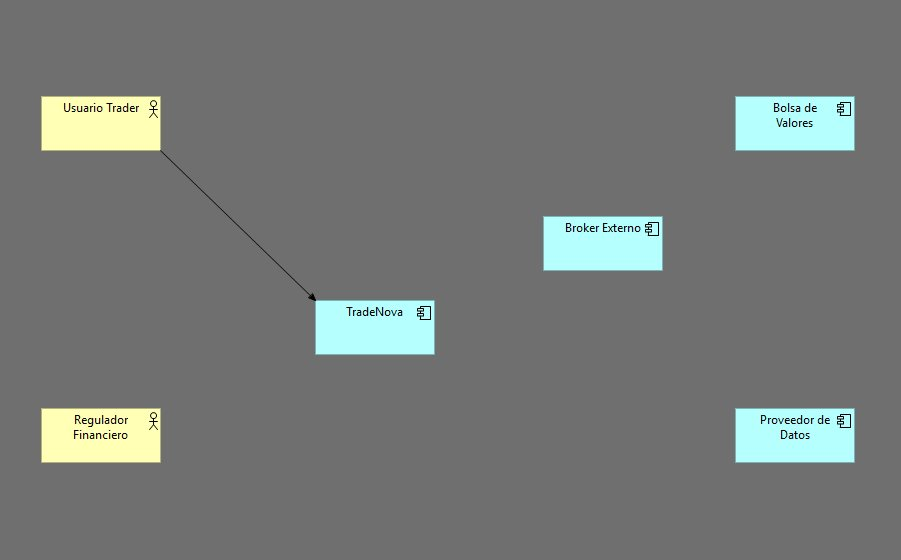 Usuario Trader
Bolsa de
Valores
Broker Externo
TradeNova
Regulador
Financiero
Proveedor de
Datos